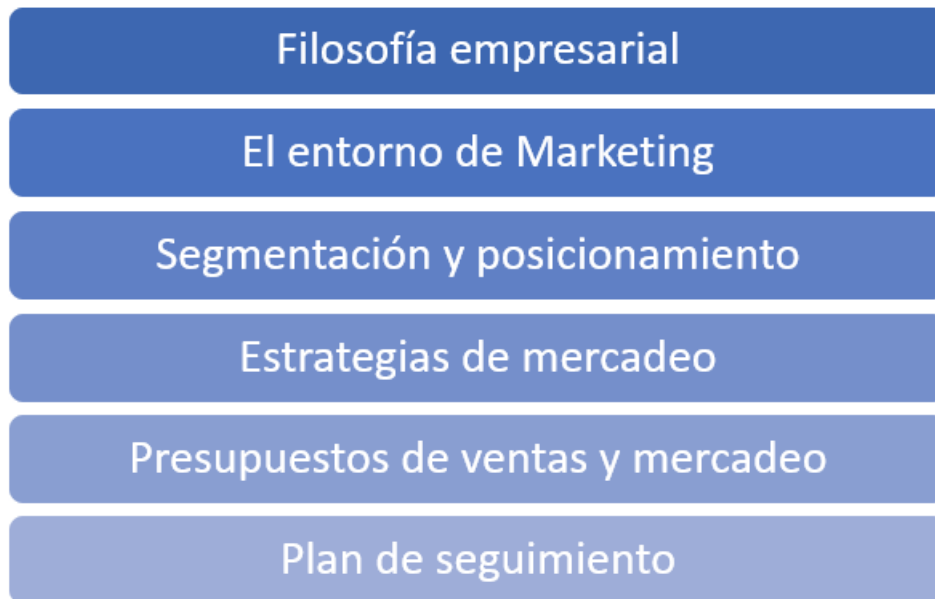 Filosofía empresarial
El entorno de Marketing
Segmentación y posicionamiento
Estrategias de mercadeo
Presupuestos de ventas y mercadeo
Plan de seguimiento